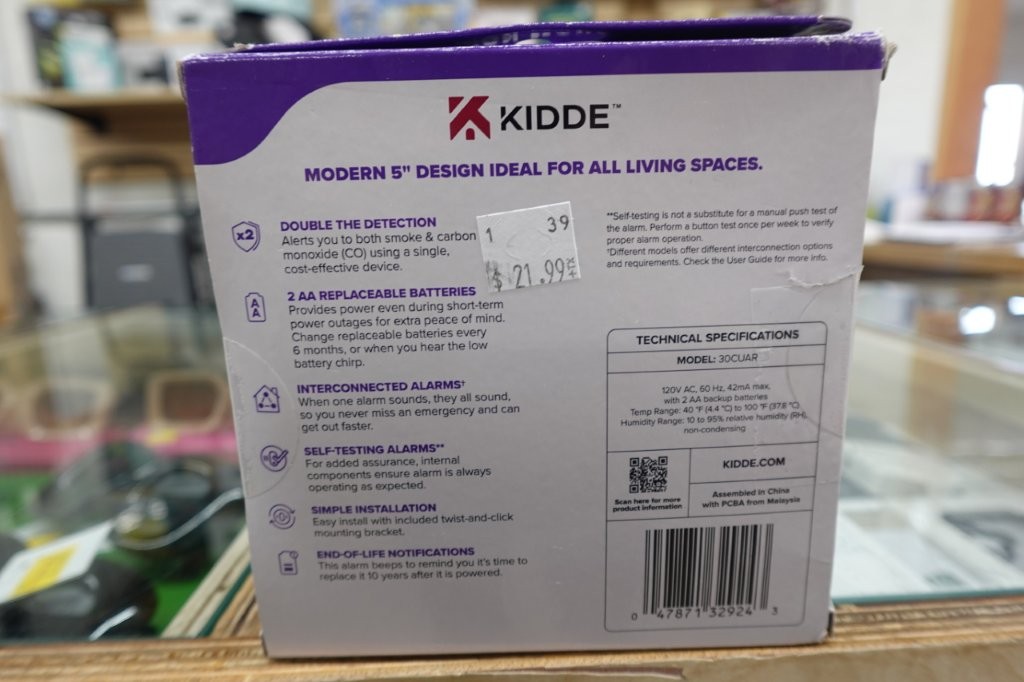 KIDDE™
MODERN 5" DESIGN IDEAL FOR ALL LIVING SPACES.
x2
DOUBLE THE DETECTION
Alerts you to both smoke & carbon
monoxide (CO) using a single,
cost-effective device.
1 39
$ 21.99
A
A
2 AA REPLACEABLE BATTERIES
Provides power even during short-term
power outages for extra peace of mind.
Change replaceable batteries every
6 months, or when you hear the low
battery chirp.
INTERCONNECTED ALARMS†
When one alarm sounds, they all sound,
so you never miss an emergency and can
get out faster.
SELF-TESTING ALARMS**
For added assurance, internal
components ensure alarm is always
operating as expected.
SIMPLE INSTALLATION
Easy install with included twist-and-click
mounting bracket.
END-OF-LIFE NOTIFICATIONS
This alarm beeps to remind you it's time to
replace it 10 years after it is powered.
**Self-testing is not a substitute for a manual push test of
the alarm. Perform a button test once per week to verify
proper alarm operation.
†Different models offer different interconnection options
and requirements. Check the User Guide for more info.
TECHNICAL SPECIFICATIONS
MODEL: 30CUAR
120V AC, 60 Hz, 42mA max,
with 2 AA backup batteries
Temp Range: 40 °F (4.4 °C) to 100 °F (37.8 °C)
Humidity Range: 10 to 95% relative humidity (RH),
non-condensing
Scan here for more
product information
KIDDE.COM
Assembled in China
with PCBA from Malaysia
0 47871 32924 3